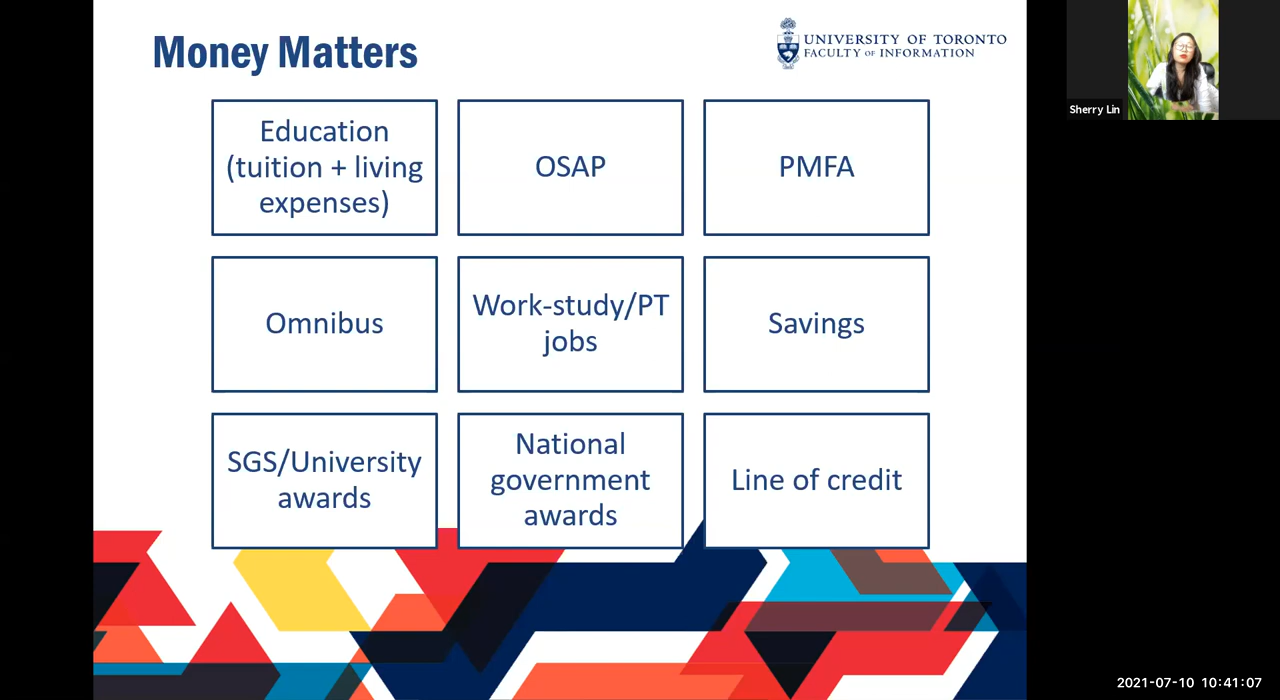 Money Matters
UNIVERSITY OF TORONTO
FACULTY OF INFORMATION
Sherry Lin
Education
(tuition + living
expenses)
OSAP
PMFA
Omnibus
Work-study/PT
jobs
Savings
SGS/University
awards
National
government
awards
Line of credit
2021-07-10 10:41:07